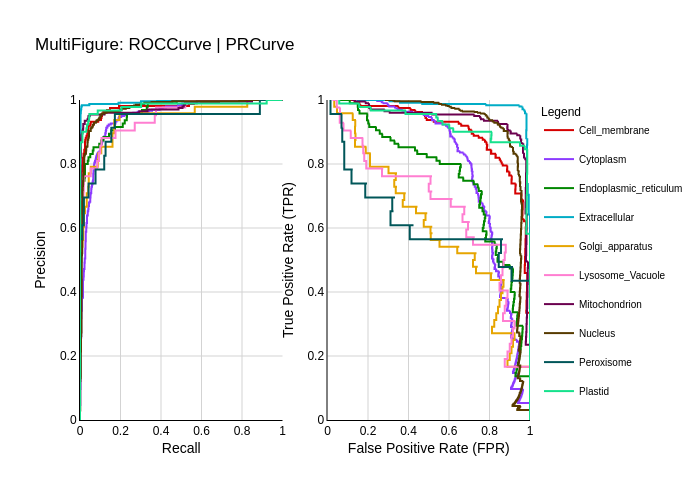 MultiFigure: ROCCurve | PRCurve
Precision
1
0.8
0.6
0.4
0.2
0
0 0.2 0.4 0.6 0.8 1
Recall
True Positive Rate (TPR)
1
0.8
0.6
0.4
0.2
0
0 0.2 0.4 0.6 0.8 1
False Positive Rate (FPR)
Legend
Cell_membrane
Cytoplasm
Endoplasmic_reticulum
Extracellular
Golgi_apparatus
Lysosome_Vacuole
Mitochondrion
Nucleus
Peroxisome
Plastid